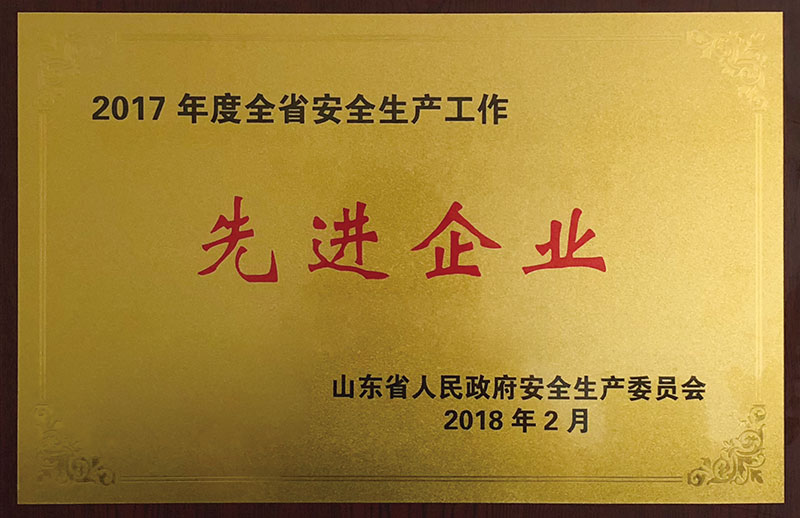 2017 年度全省安全生产工作
先进企业
山东省人民政府安全生产委员会
2018 年 2 月